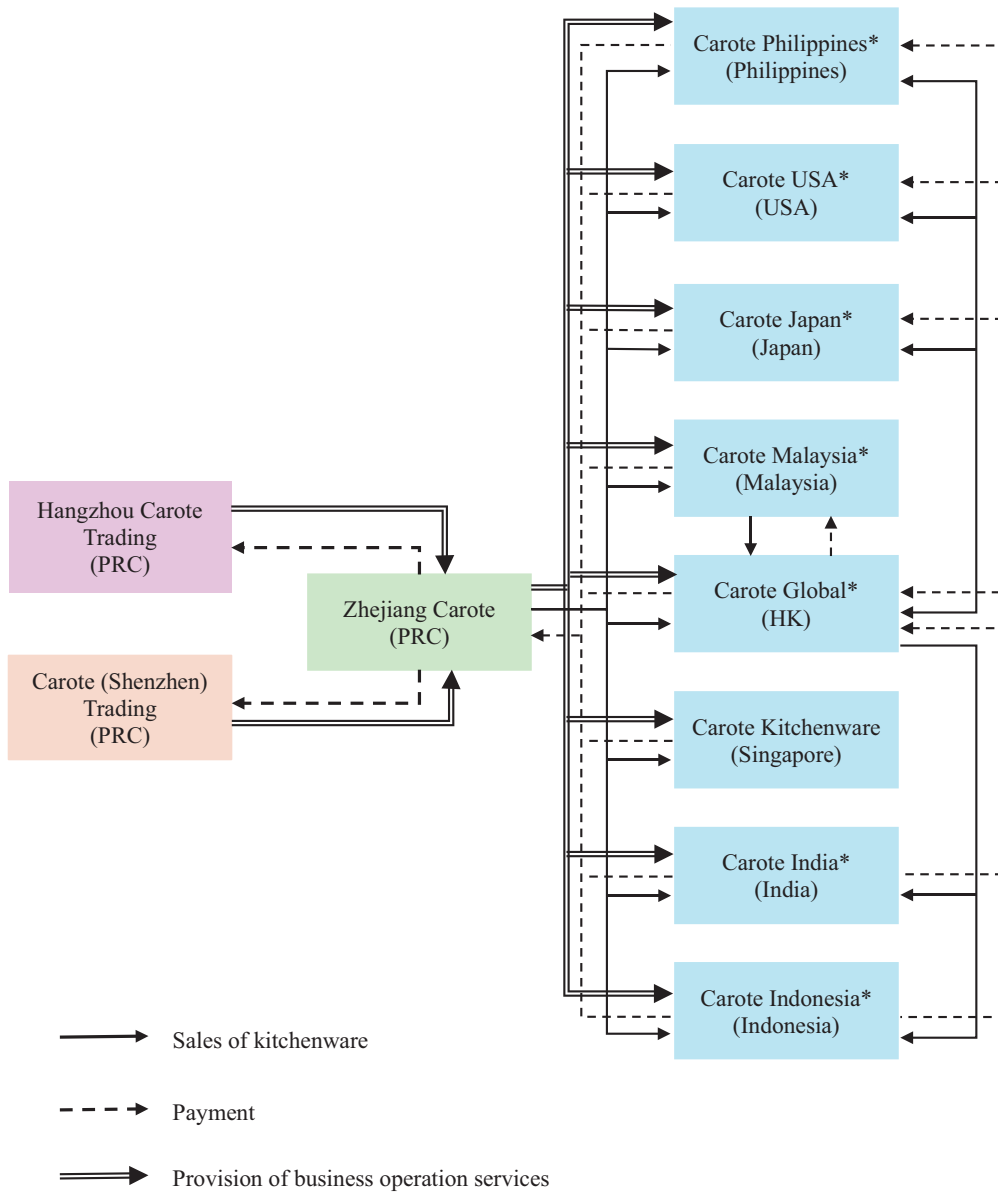 Carote Philippines*
(Philippines)
Carote USA*
(USA)
Carote Japan*
(Japan)
Carote Malaysia*
(Malaysia)
Hangzhou Carote
Trading
(PRC)
Zhejiang Carote
(PRC)
Carote Global*
(HK)
Carote (Shenzhen)
Trading
(PRC)
Carote Kitchenware
(Singapore)
Carote India*
(India)
Carote Indonesia*
(Indonesia)
Sales of kitchenware
Payment
Provision of business operation services